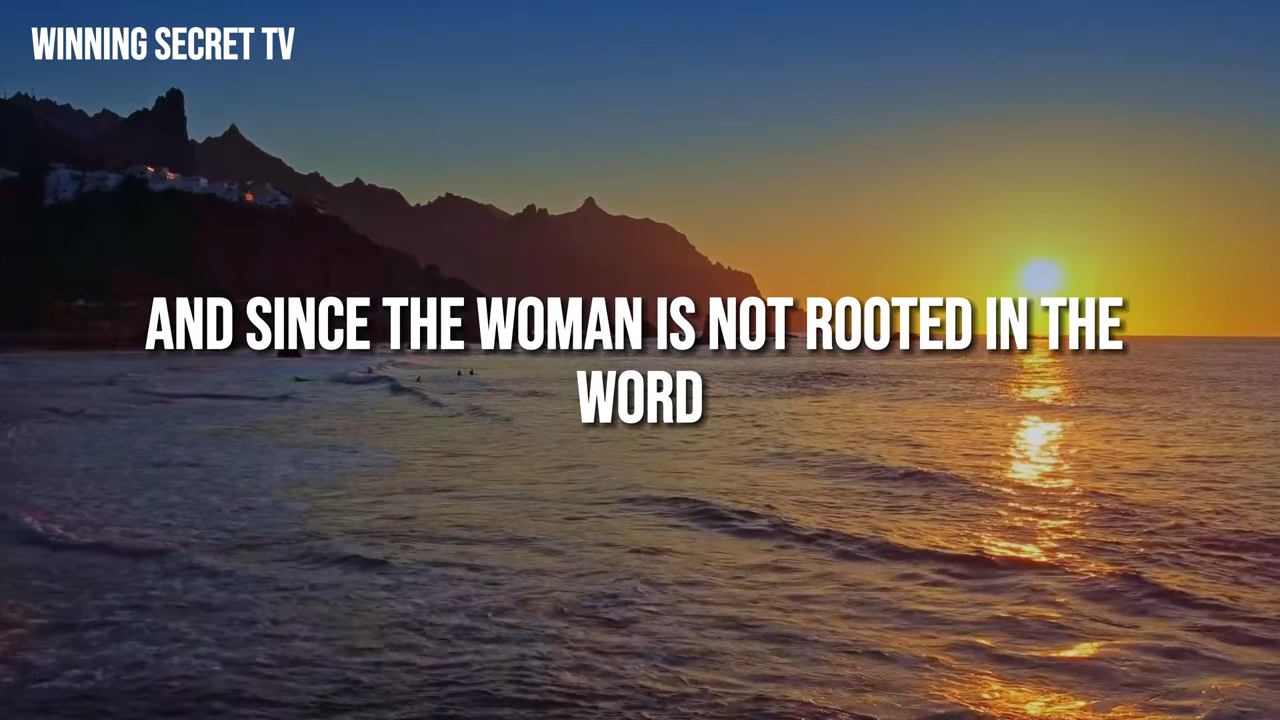 WINNING SECRET TV
AND SINCE THE WOMAN IS NOT ROOTED IN THE
WORD